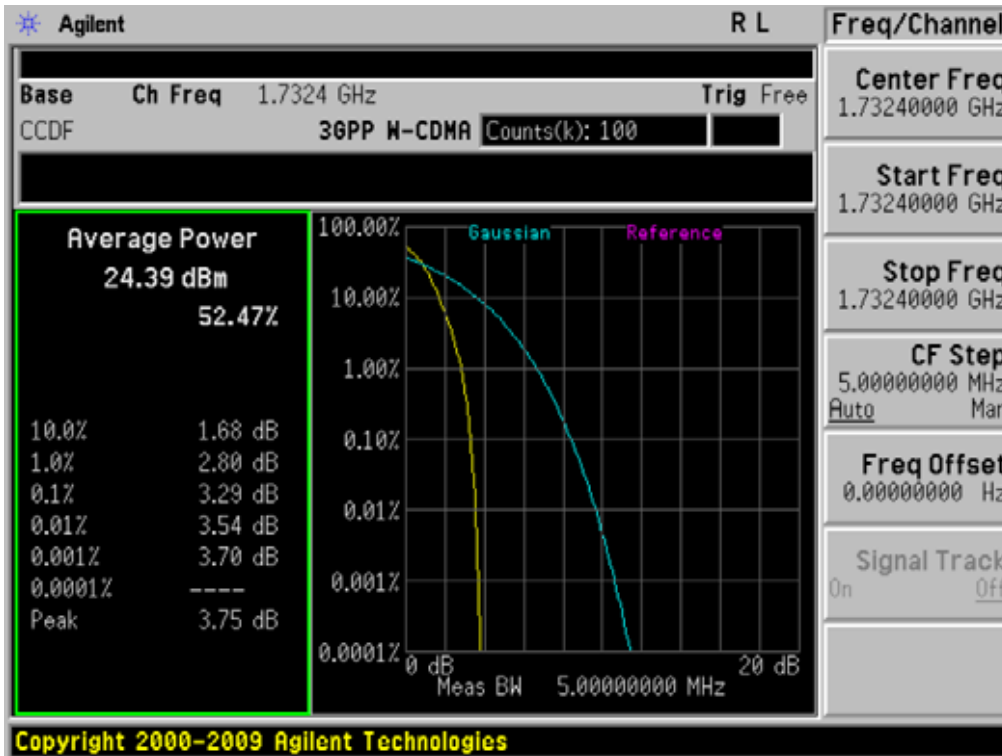 Agilent R L Freq/Channel
Base Ch Freq 1.7324 GHz Trig Free
CCDF 3GPP W-CDMA Counts(k): 100
Average Power
24.39 dBm
52.47%
10.0% 1.68 dB
1.0% 2.80 dB
0.1% 3.29 dB
0.01% 3.54 dB
0.001% 3.70 dB
0.0001% ----
Peak 3.75 dB
Gaussian Reference
100.00%
10.00%
1.00%
0.10%
0.01%
0.001%
0.0001%
0 dB 20 dB
Meas BW 5.00000000 MHz
Center Freq
1.73240000 GHz
Start Freq
1.73240000 GHz
Stop Freq
1.73240000 GHz
CF Step
5.00000000 MHz
Auto Man
Freq Offset
0.00000000 Hz
Signal Track
On Off
Copyright 2000-2009 Agilent Technologies